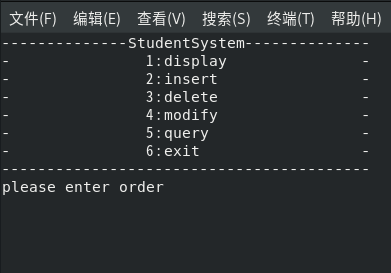 文件(F) 编辑(E) 查看(V) 搜索(S) 终端(T) 帮助(H)
--------------StudentSystem--------------
-               1:display               -
-               2:insert                -
-               3:delete                -
-               4:modify                -
-               5:query                 -
-               6:exit                  -
-----------------------------------------
please enter order